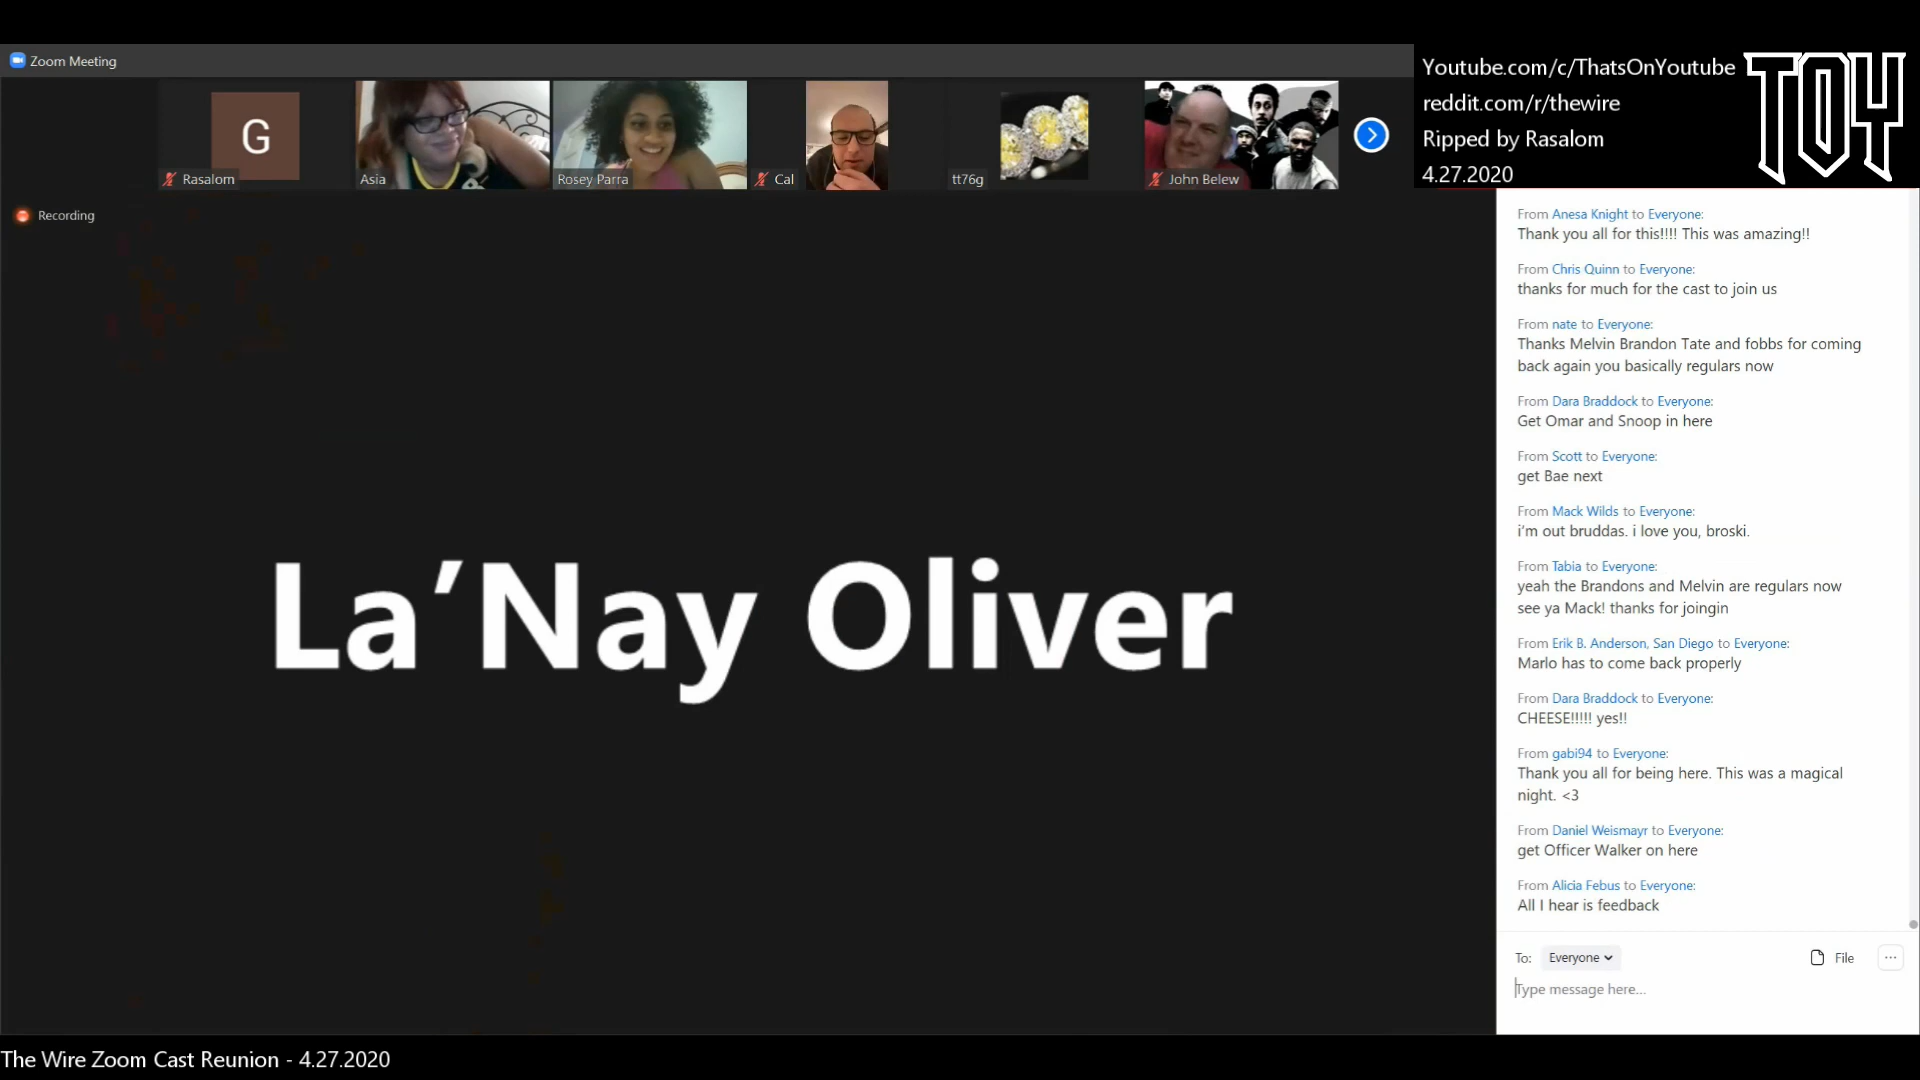 Zoom Meeting
Youtube.com/c/ThatsOnYoutube
reddit.com/r/thewire
Ripped by Rasalom
4.27.2020
TOY
G
Rasalom
Asia
Rosey Parra
Cal
tt76g
John Belew
Recording
La’Nay Oliver
From Anesa Knight to Everyone:
Thank you all for this!!!! This was amazing!!
From Chris Quinn to Everyone:
thanks for much for the cast to join us
From nate to Everyone:
Thanks Melvin Brandon Tate and fobbs for coming
back again you basically regulars now
From Dara Braddock to Everyone:
Get Omar and Snoop in here
From Scott to Everyone:
get Bae next
From Mack Wilds to Everyone:
i’m out bruddas. i love you, broski.
From Tabia to Everyone:
yeah the Brandons and Melvin are regulars now
see ya Mack! thanks for joingin
From Erik B. Anderson, San Diego to Everyone:
Marlo has to come back properly
From Dara Braddock to Everyone:
CHEESE!!!!! yes!!
From gabi94 to Everyone:
Thank you all for being here. This was a magical
night. <3
From Daniel Weismayr to Everyone:
get Officer Walker on here
From Alicia Febus to Everyone:
All I hear is feedback
To: Everyone File ...
Type message here...
The Wire Zoom Cast Reunion - 4.27.2020